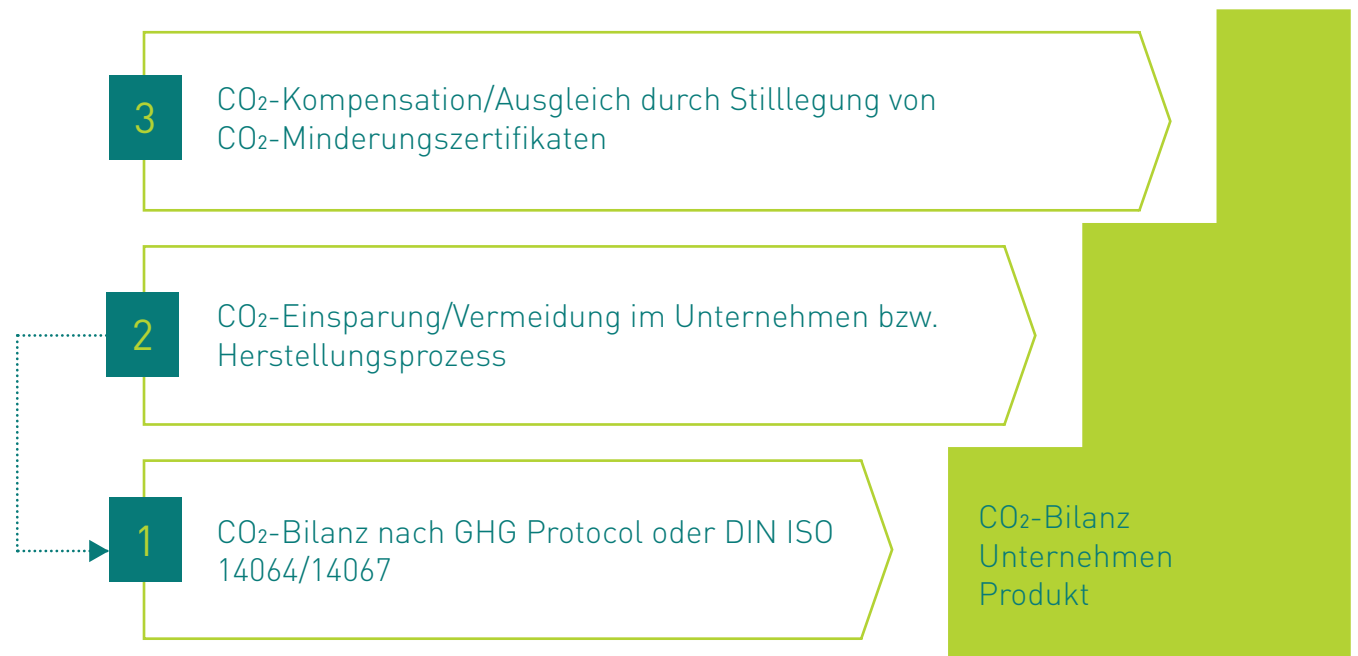 3
CO₂-Kompensation/Ausgleich durch Stilllegung von
CO₂-Minderungszertifikaten
2
CO₂-Einsparung/Vermeidung im Unternehmen bzw.
Herstellungsprozess
1
CO₂-Bilanz nach GHG Protocol oder DIN ISO
14064/14067
CO₂-Bilanz
Unternehmen
Produkt